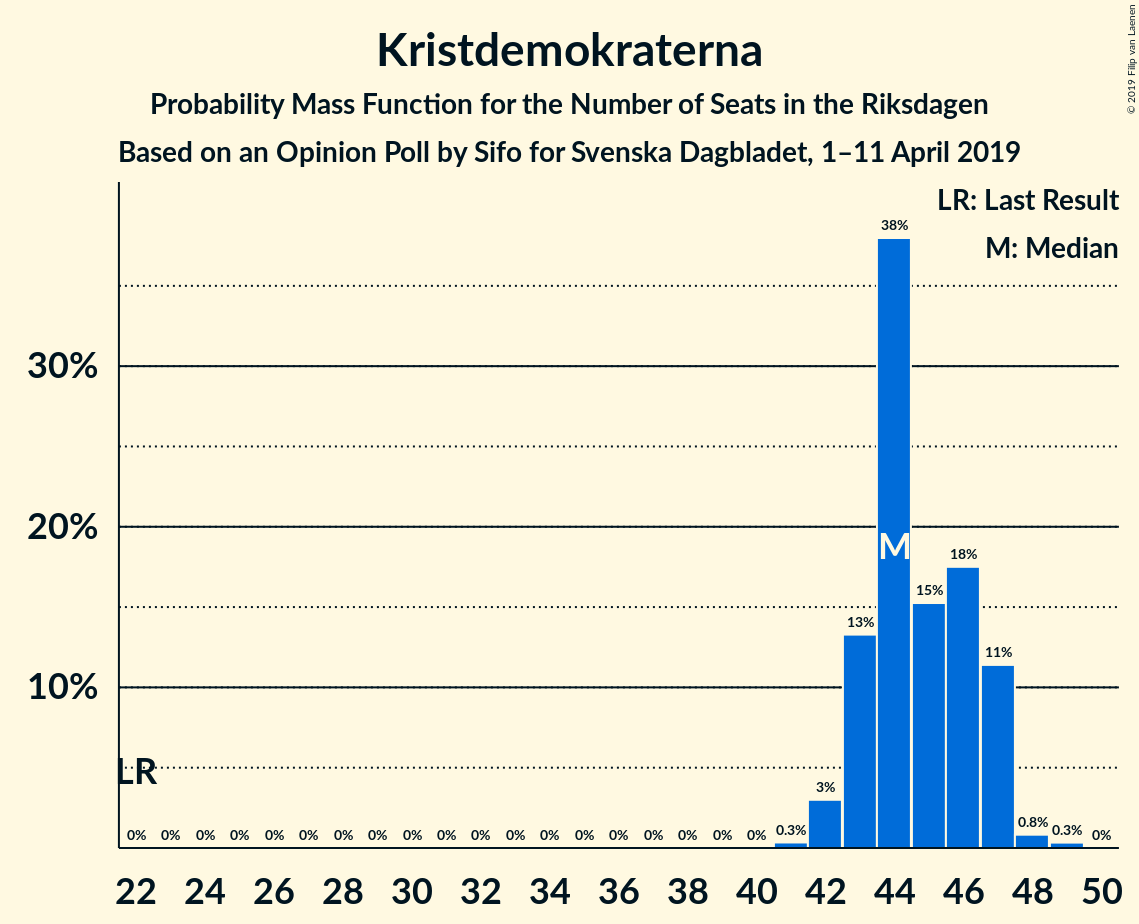 Kristdemokraterna
Probability Mass Function for the Number of Seats in the Riksdagen
Based on an Opinion Poll by Sifo for Svenska Dagbladet, 1–11 April 2019
© 2019 Filip van Laenen
LR: Last Result
M: Median
38%
30%
20%
M
18%
15%
13%
11%
10%
LR
3%
0% 0% 0% 0% 0% 0% 0% 0% 0% 0% 0% 0% 0% 0% 0% 0% 0% 0% 0% 0.3% 0.8% 0.3% 0%
22 24 26 28 30 32 34 36 38 40 42 44 46 48 50